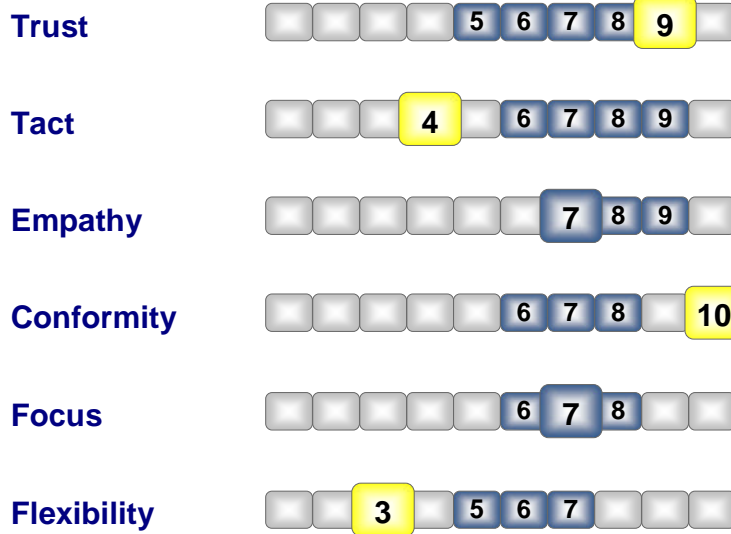 Trust 5 6 7 8 9
Tact 4 6 7 8 9
Empathy 7 8 9
Conformity 6 7 8 10
Focus 6 7 8
Flexibility 3 5 6 7